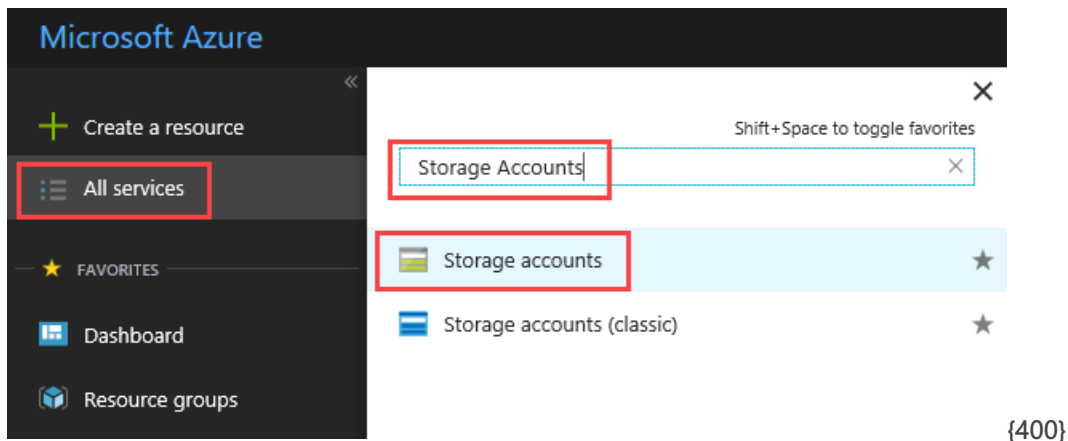 Microsoft Azure
«
Create a resource
All services
FAVORITES
Dashboard
Resource groups
Shift+Space to toggle favorites
Storage Accounts
Storage accounts
Storage accounts (classic)
{400}